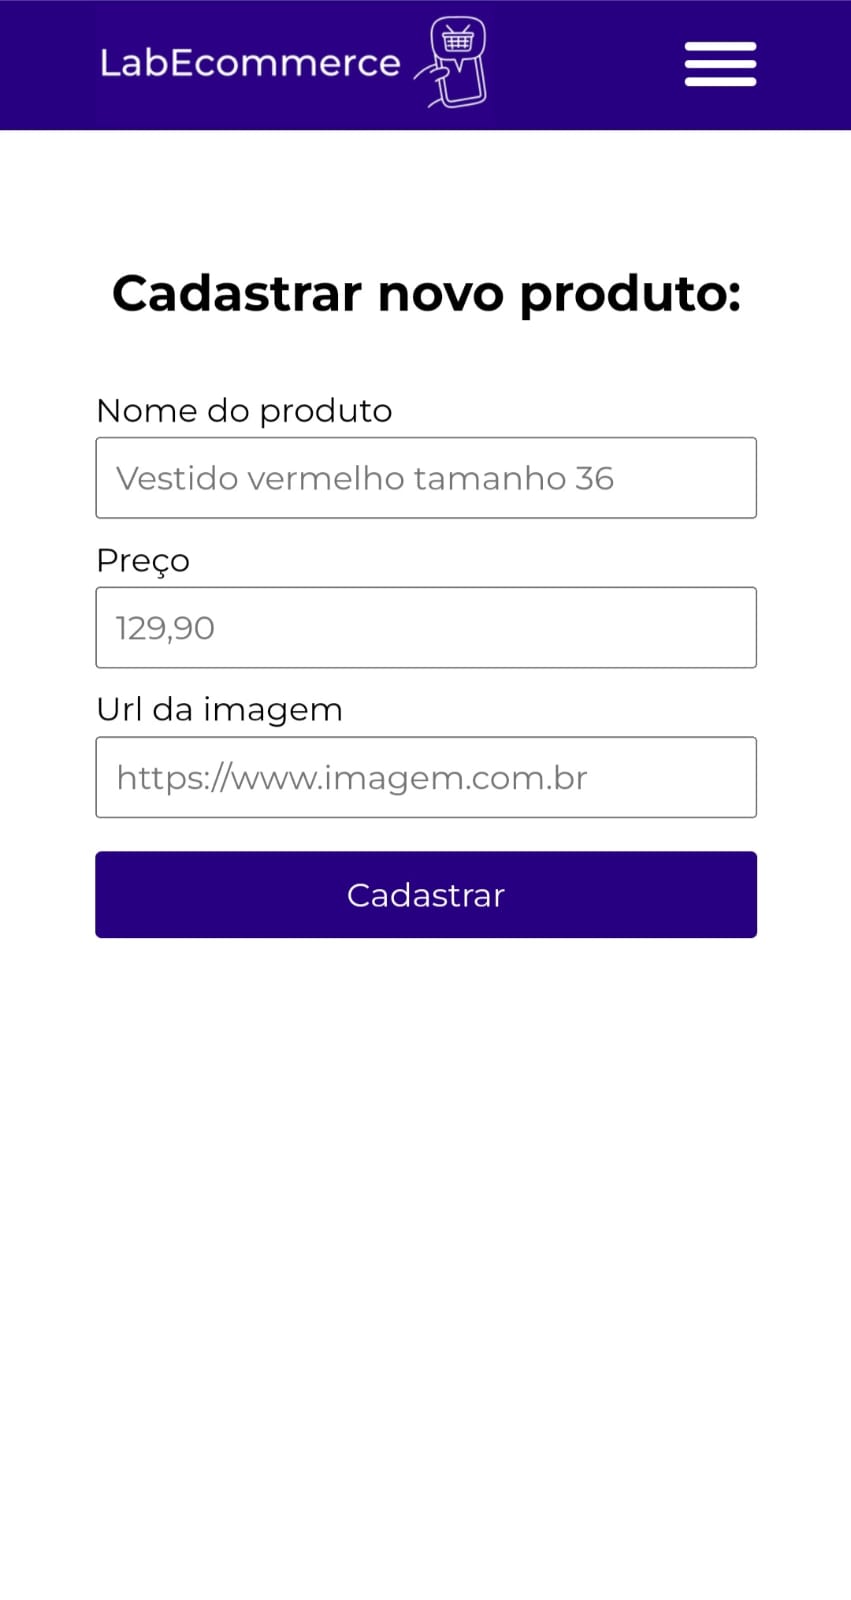 LabEcommerce
Cadastrar novo produto:
Nome do produto
Vestido vermelho tamanho 36
Preço
129,90
Url da imagem
https://www.imagem.com.br
Cadastrar